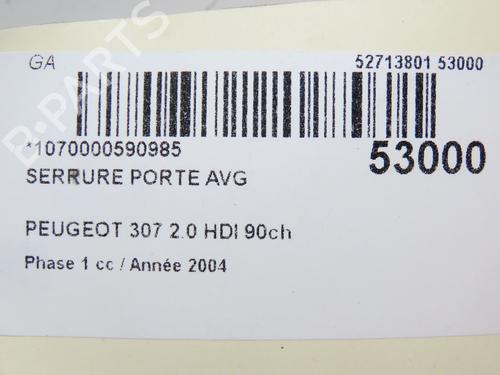 GA
52713801 53000
*1070000590985
53000
SERRURE PORTE AVG
PEUGEOT 307 2.0 HDI 90ch
Phase 1 cc / Année 2004
B-PARTS